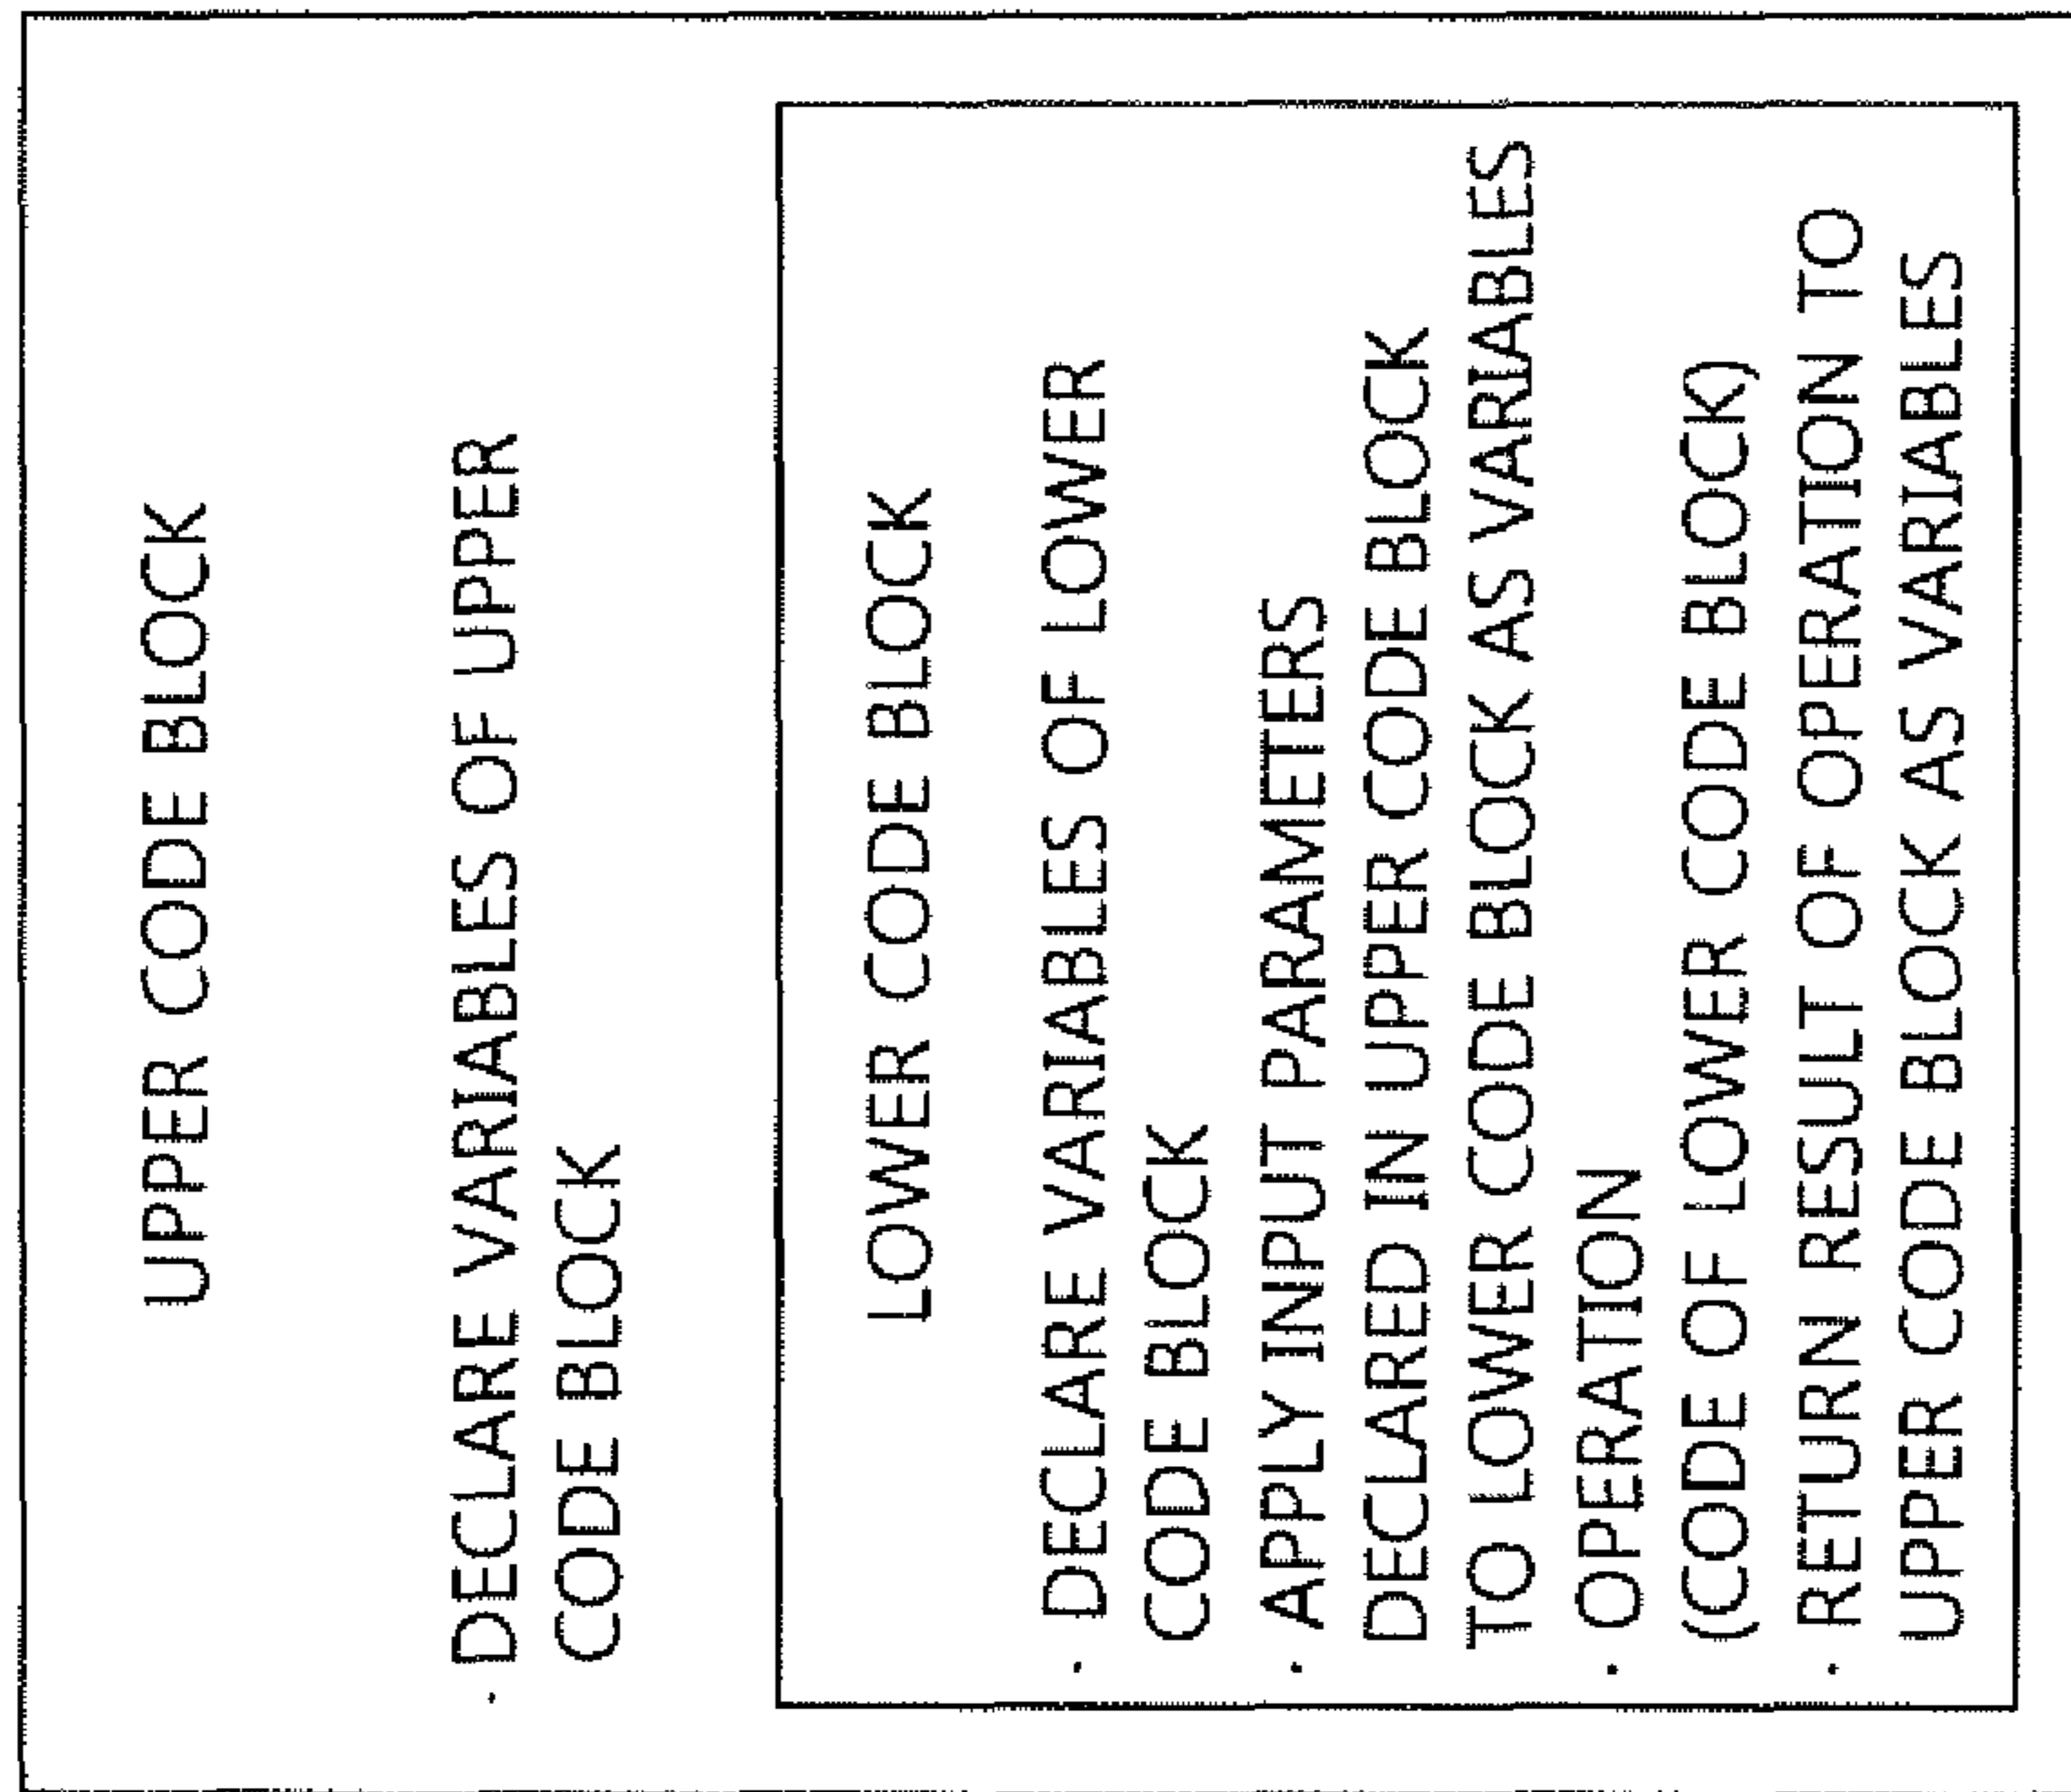 UPPER CODE BLOCK
· DECLARE VARIABLES OF UPPER
CODE BLOCK
LOWER CODE BLOCK
· DECLARE VARIABLES OF LOWER
CODE BLOCK
· APPLY INPUT PARAMETERS
DECLARED IN UPPER CODE BLOCK
TO LOWER CODE BLOCK AS VARIABLES
· OPERATION
(CODE OF LOWER CODE BLOCK)
· RETURN RESULT OF OPERATION TO
UPPER CODE BLOCK AS VARIABLES